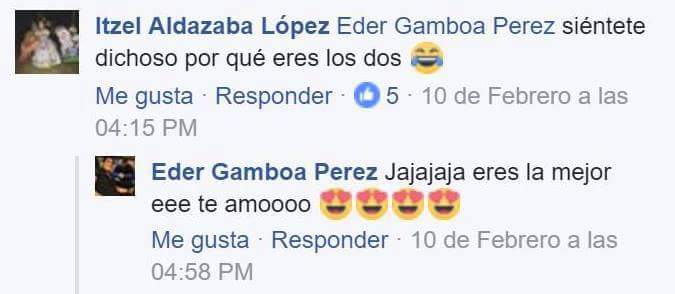 Itzel Aldazaba López Eder Gamboa Perez siéntete
dichoso por qué eres los dos 😂
Me gusta · Responder · 5 · 10 de Febrero a las
04:15 PM
Eder Gamboa Perez Jajajaja eres la mejor
eee te amoooo 😍😍😍😍
Me gusta · Responder · 10 de Febrero a las
04:58 PM